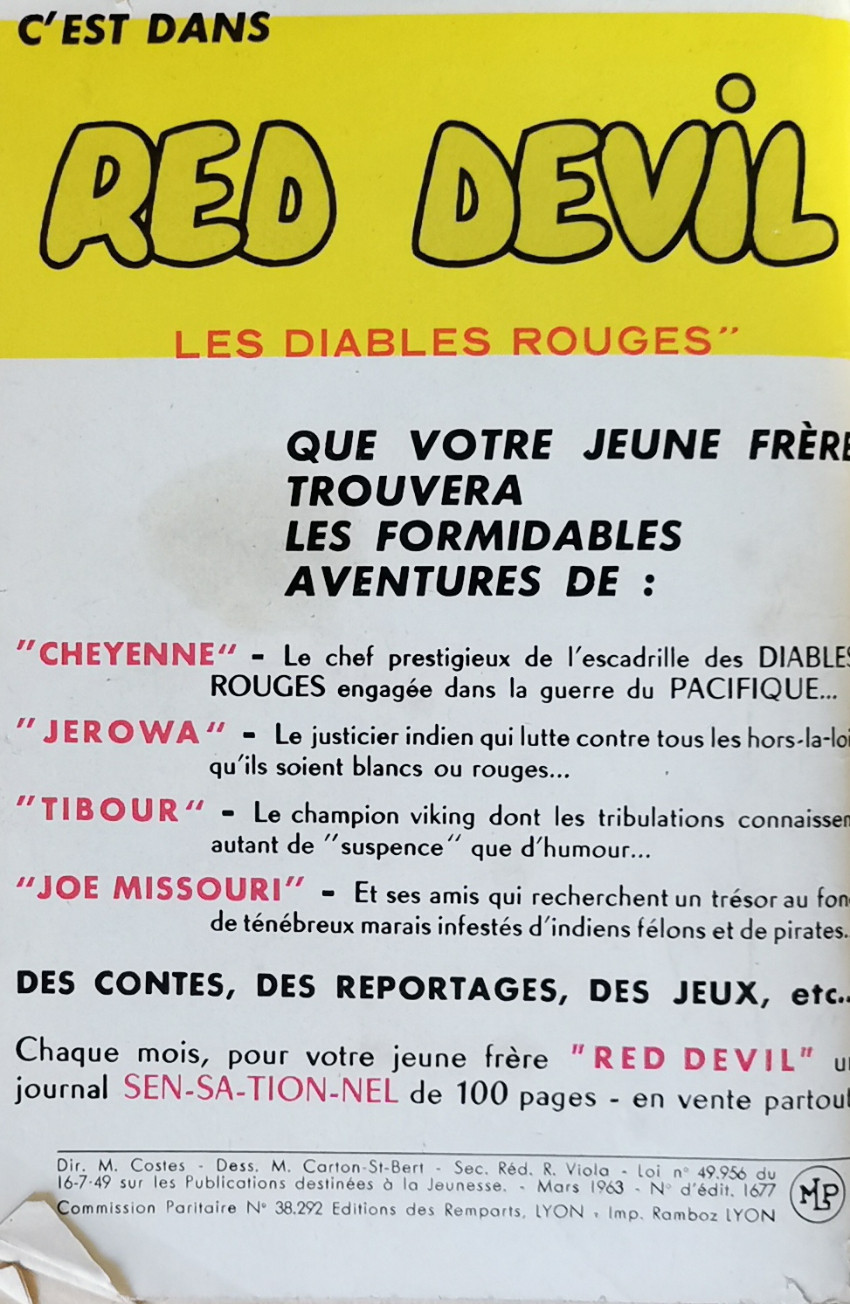 C'EST DANS
RED DEVIL
LES DIABLES ROUGES"
QUE VOTRE JEUNE FRÈRE
TROUVERA
LES FORMIDABLES
AVENTURES DE :
"CHEYENNE" - Le chef prestigieux de l'escadrille des DIABLES
ROUGES engagée dans la guerre du PACIFIQUE...
"JEROWA" - Le justicier indien qui lutte contre tous les hors-la-loi
qu'ils soient blancs ou rouges...
"TIBOUR" - Le champion viking dont les tribulations connaissen
autant de "suspence" que d'humour...
"JOE MISSOURI" - Et ses amis qui recherchent un trésor au fon
de ténébreux marais infestés d'indiens félons et de pirates.
DES CONTES, DES REPORTAGES, DES JEUX, etc..
Chaque mois, pour votre jeune frère "RED DEVIL" u
journal SEN-SA-TION-NEL de 100 pages - en vente partout
Dir. M. Costes - Dess. M. Carton-St-Bert - Sec. Réd. R. Viola - Loi n° 49.956 du
16-7-49 sur les Publications destinées à la Jeunesse. - Mars 1963 - N° d'édit. 1677
Commission Paritaire N° 38.292 Editions des Remparts, LYON - Imp. Ramboz LYON
MLP